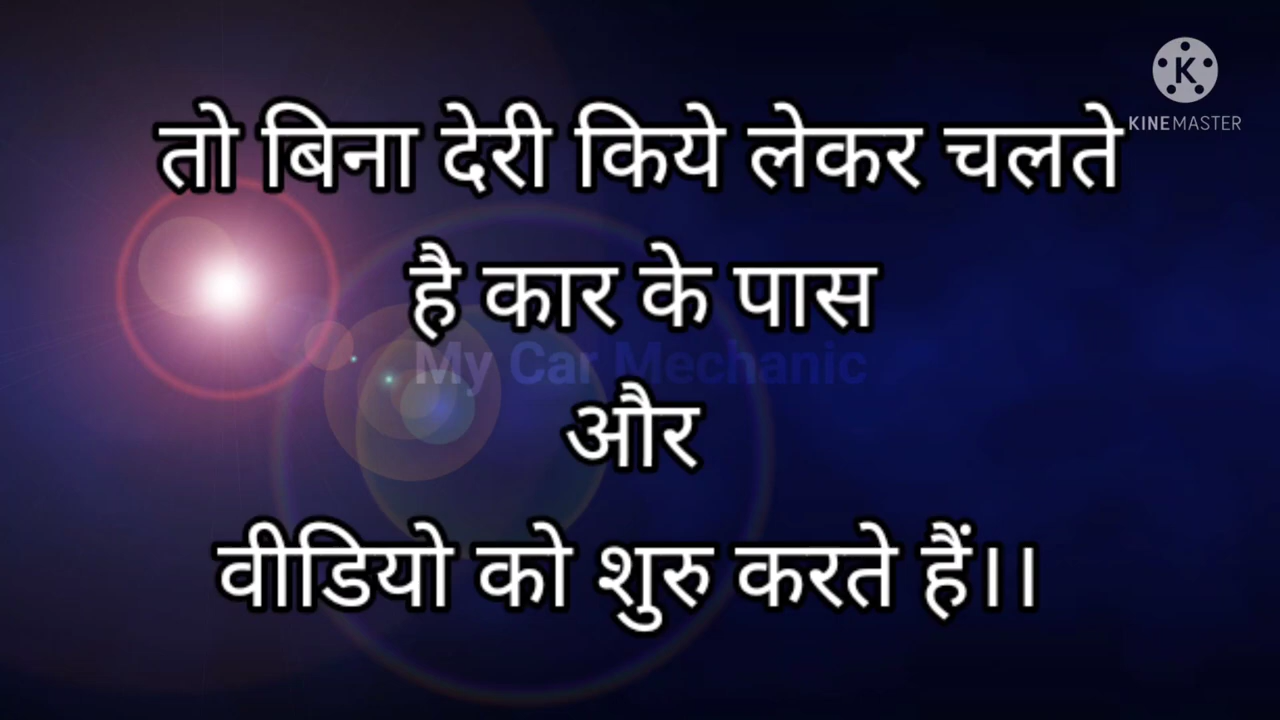 K
KINEMASTER
तो बिना देरी किये लेकर चलते
है कार के पास
My Car Mechanic
और
वीडियो को शुरु करते हैं।।